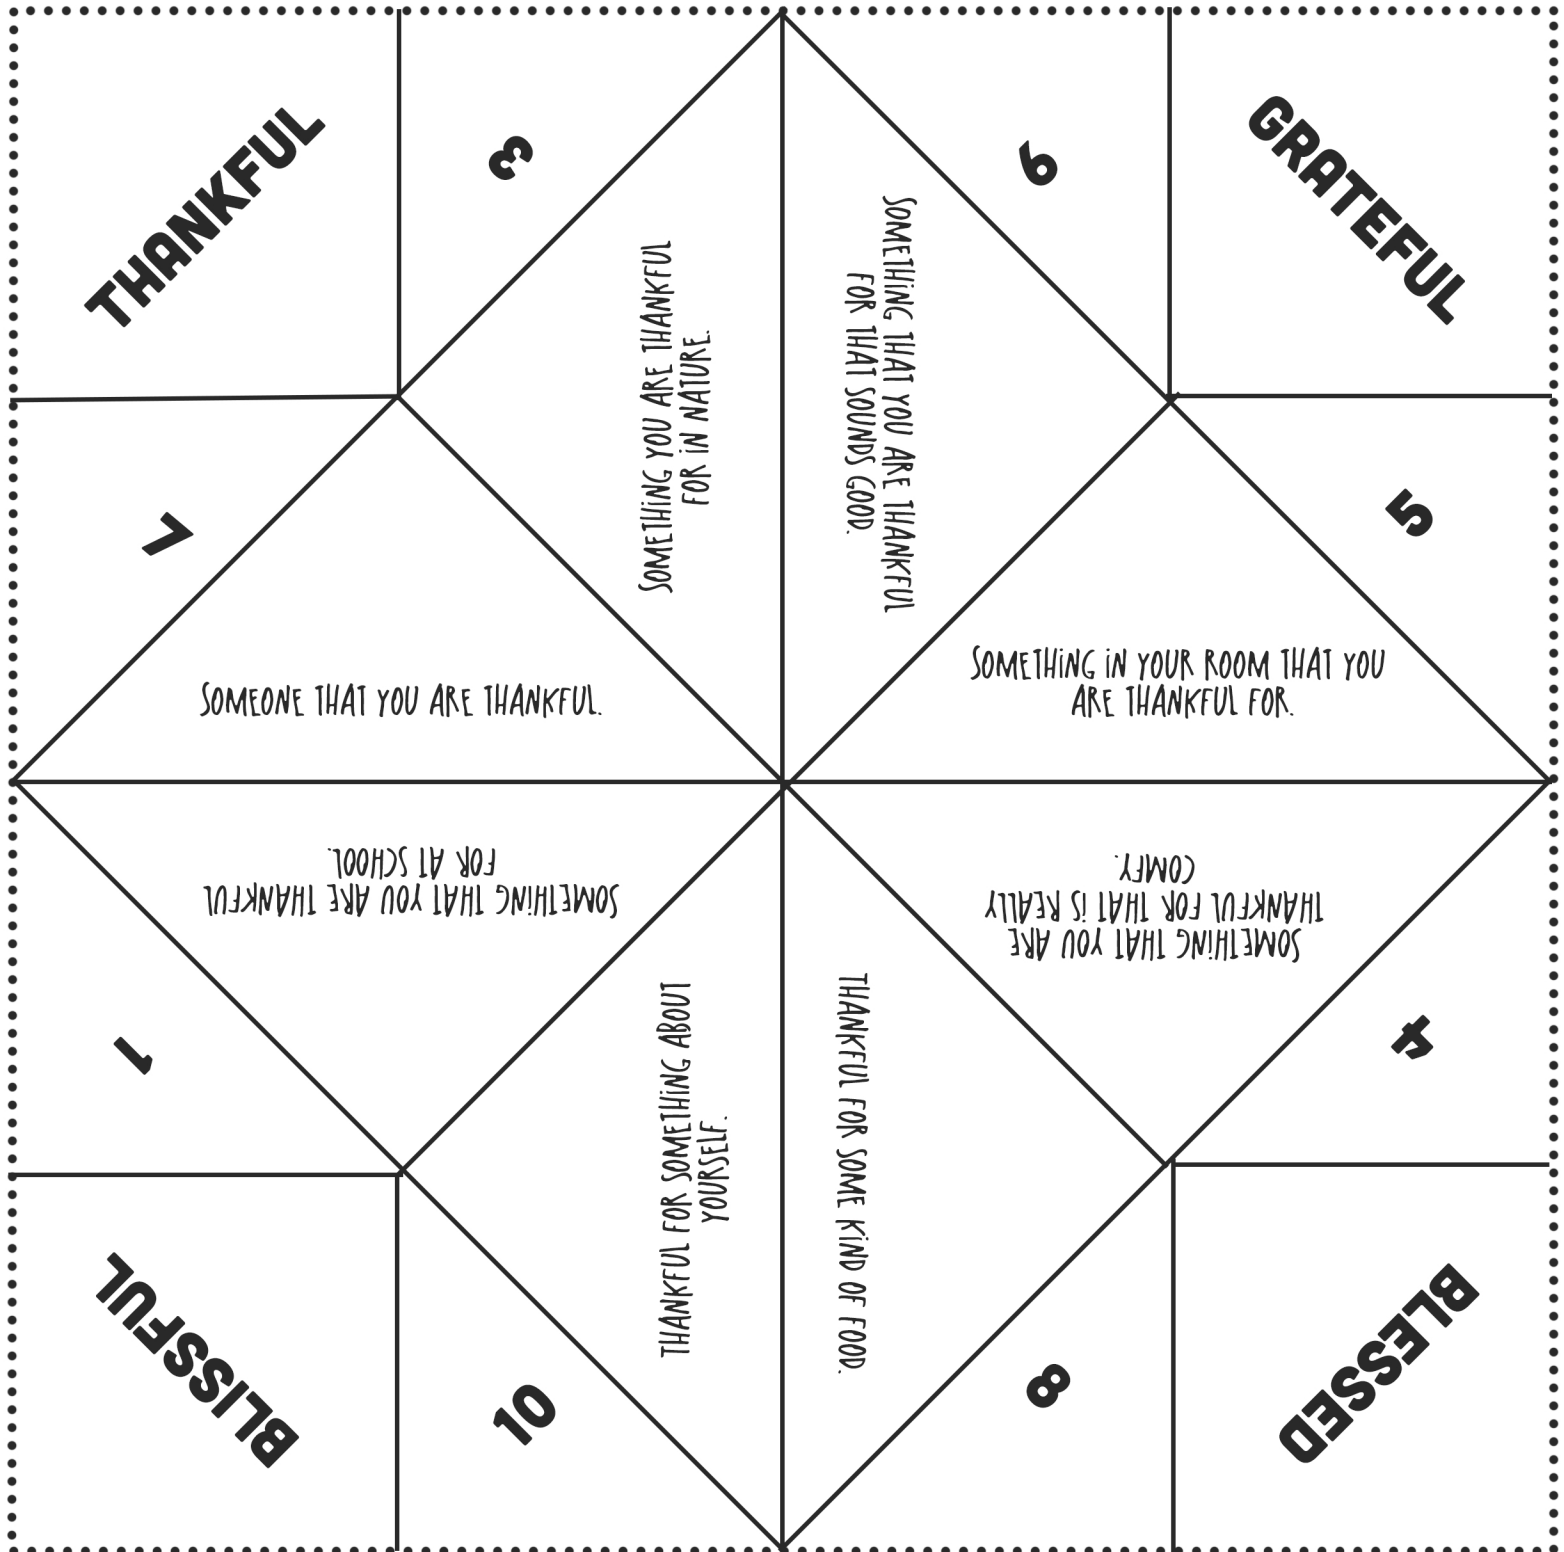 THANKFUL
3
6
GRATEFUL
SOMETHING YOU ARE THANKFUL
FOR IN NATURE.
SOMETHING THAT YOU ARE THANKFUL
FOR THAT SOUNDS GOOD.
7
5
SOMEONE THAT YOU ARE THANKFUL.
SOMETHING IN YOUR ROOM THAT YOU
ARE THANKFUL FOR.
SOMETHING THAT YOU ARE THANKFUL
FOR AT SCHOOL.
SOMETHING THAT YOU ARE
THANKFUL FOR THAT IS REALLY
COMFY.
1
4
THANKFUL FOR SOMETHING ABOUT
YOURSELF.
THANKFUL FOR SOME KIND OF FOOD.
BLISSFUL
10
8
BLESSED